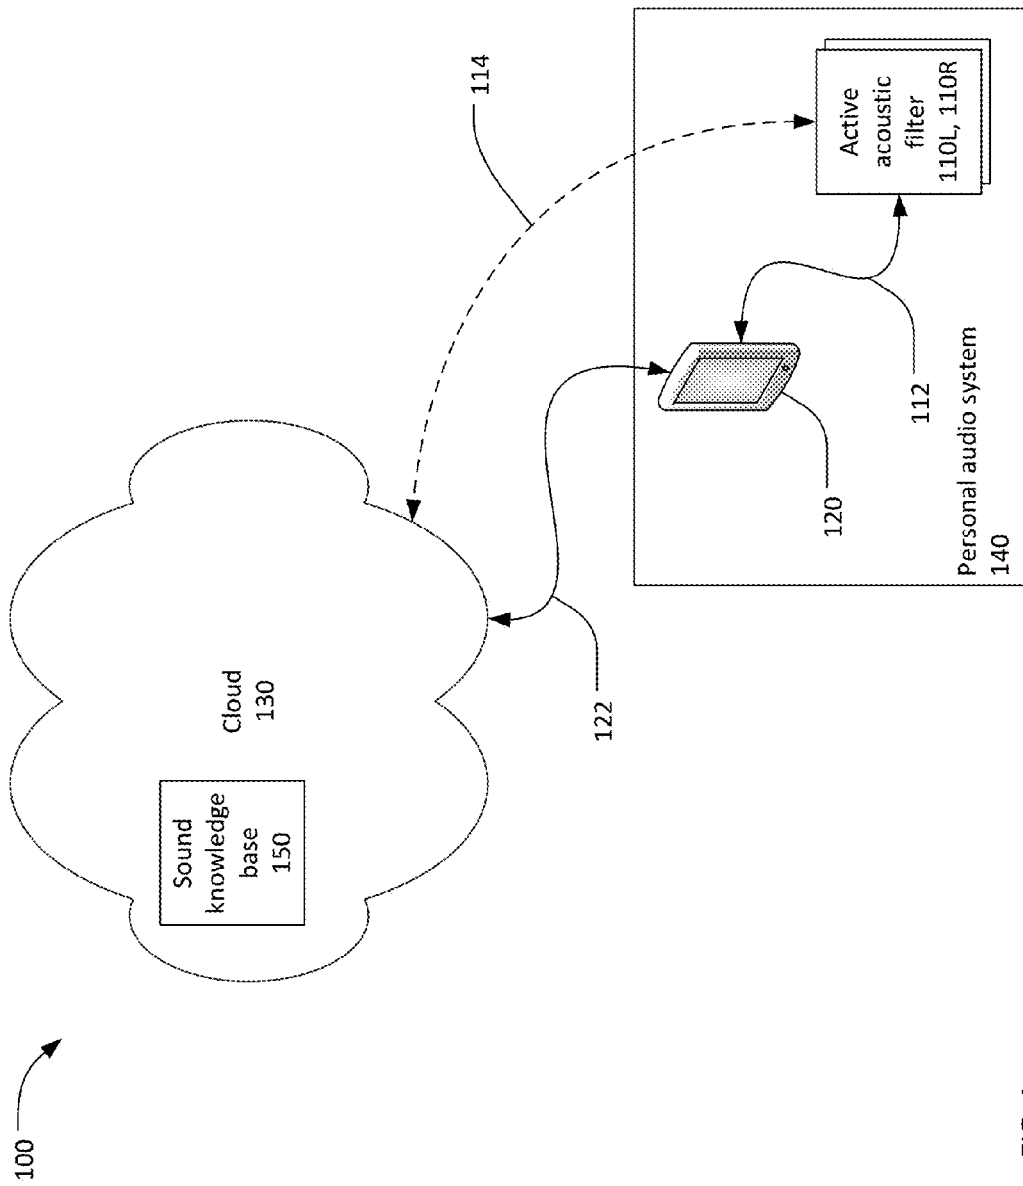 100
Sound
knowledge
base
150
Cloud
130
114
122
120
Active
acoustic
filter
110L, 110R
112
Personal audio system
140